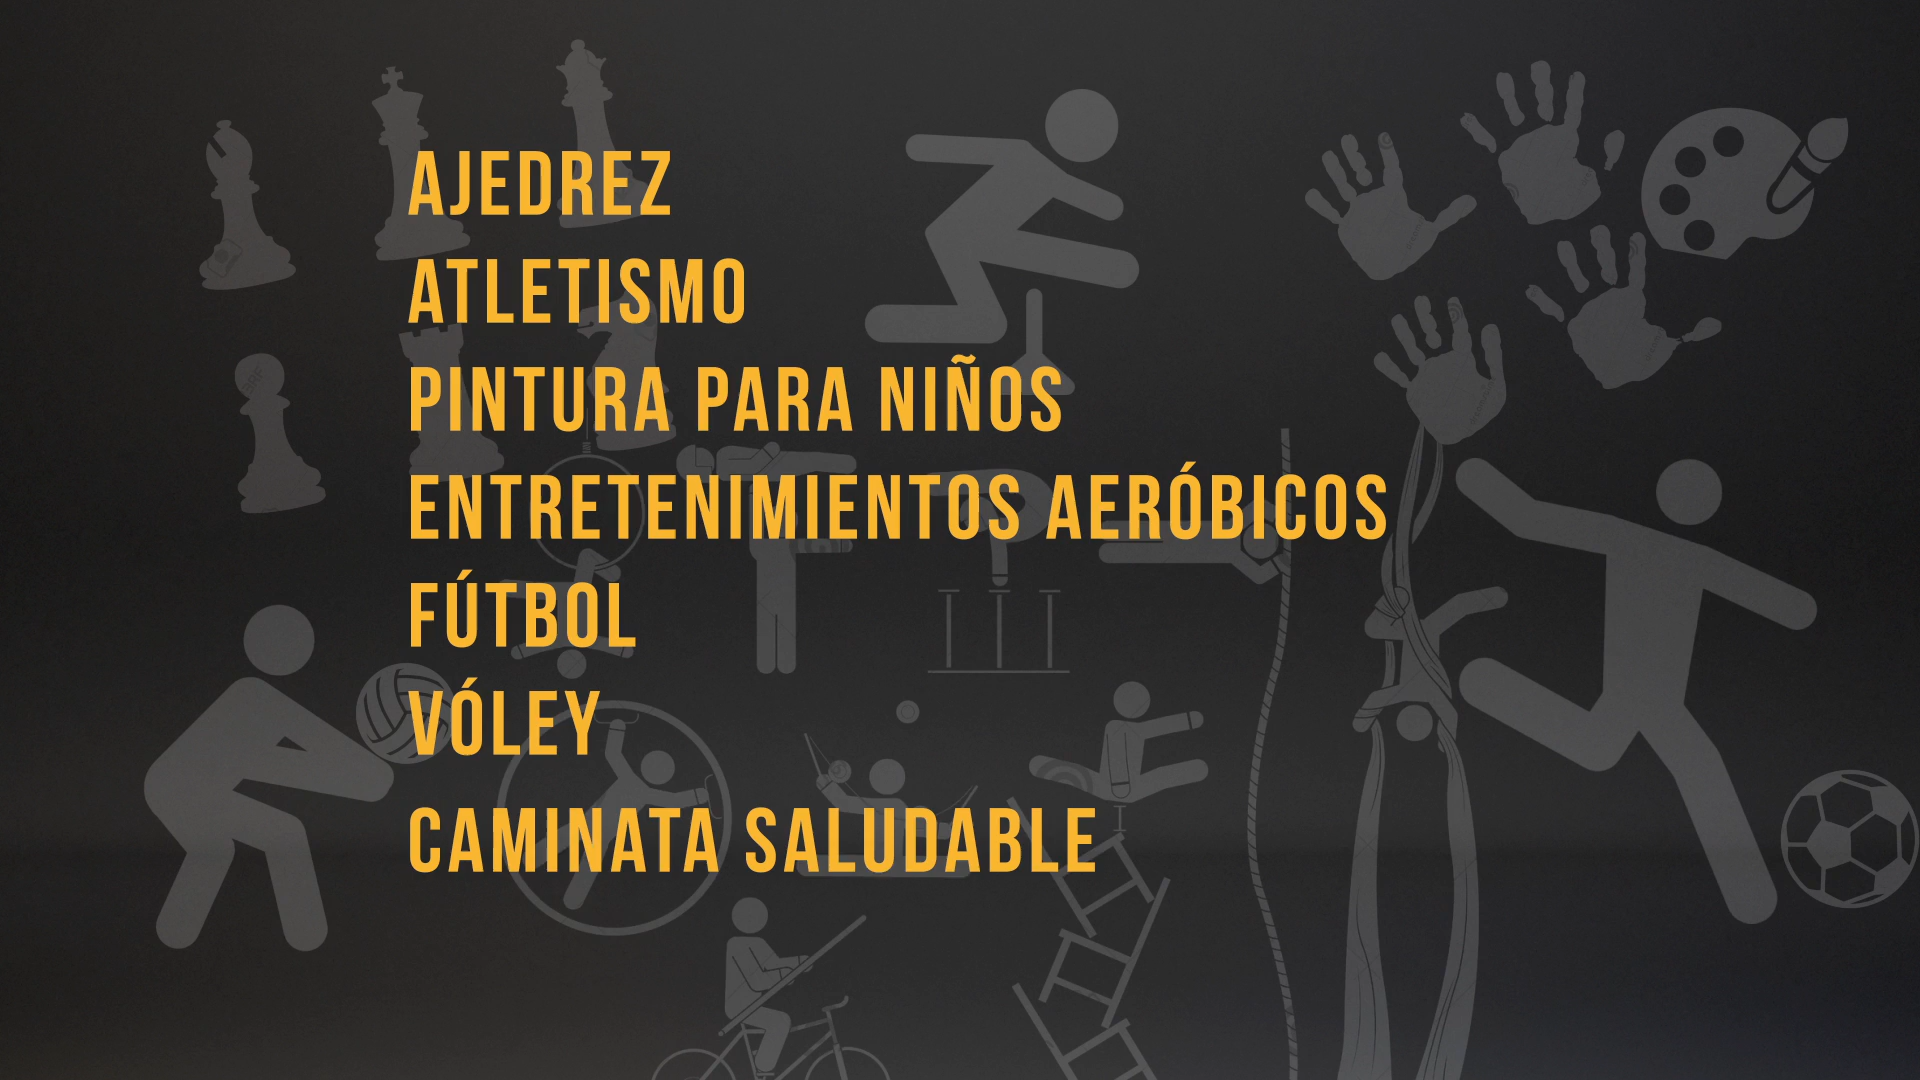 AJEDREZ
ATLETISMO
PINTURA PARA NIÑOS
ENTRETENIMIENTOS AERÓBICOS
FÚTBOL
VÓLEY
CAMINATA SALUDABLE